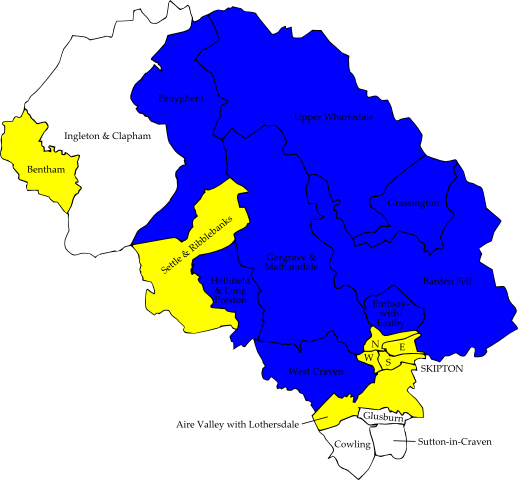 Penyghent
Upper Wharfedale
Ingleton & Clapham
Bentham
Grassington
Settle & Ribblebanks
Gargrave &
Malhamdale
Hellifield
& Long
Preston
Barden Fell
Embsay-
with-
Eastby
N
E
W
S
SKIPTON
West Craven
Glusburn
Aire Valley with Lothersdale
Cowling
Sutton-in-Craven